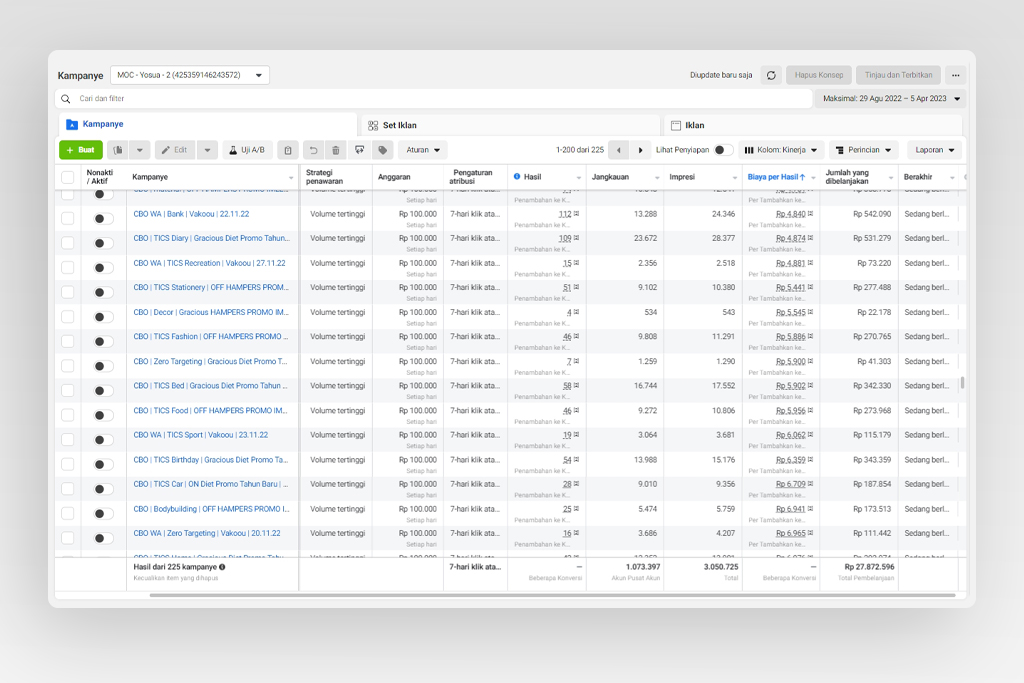 Kampanye MOC - Yosua - 2 (425359146243572) Diupdate baru saja Hapus Konsep Tinjau dan Terbitkan
Cari dan filter Maksimal: 29 Agu 2022 – 5 Apr 2023
Kampanye Set Iklan Iklan
+ Buat Edit Uji A/B Aturan 1-200 dari 225 Lihat Penyiapan Kolom: Kinerja Perincian Laporan
Nonakti / Aktif Kampanye Strategi penawaran Anggaran Pengaturan atribusi Hasil Jangkauan Impresi Biaya per Hasil ↑ Jumlah yang dibelanjakan Berakhir
Setiap hari Penambahan ke K... Per Tambahkan ke...
CBO WA | Bank | Vakoou | 22.11.22 Volume tertinggi Rp 100.000 7-hari klik ata... 112 13.288 24.346 Rp 4.840 Rp 542.090 Sedang berl...
Setiap hari Penambahan ke K... Per Tambahkan ke...
CBO | TICS Diary | Gracious Diet Promo Tahun... Volume tertinggi Rp 100.000 7-hari klik ata... 109 23.672 28.377 Rp 4.874 Rp 531.279 Sedang berl...
Setiap hari Penambahan ke K... Per Tambahkan ke...
CBO WA | TICS Recreation | Vakoou | 27.11.22 Volume tertinggi Rp 100.000 7-hari klik ata... 15 2.356 2.518 Rp 4.881 Rp 73.220 Sedang berl...
Setiap hari Penambahan ke K... Per Tambahkan ke...
CBO | TICS Stationery | OFF HAMPERS PROM... Volume tertinggi Rp 100.000 7-hari klik ata... 51 9.102 10.380 Rp 5.441 Rp 277.488 Sedang berl...
Setiap hari Penambahan ke K... Per Tambahkan ke...
CBO | Decor | Gracious HAMPERS PROMO IM... Volume tertinggi Rp 100.000 7-hari klik ata... 4 534 543 Rp 5.545 Rp 22.178 Sedang berl...
Setiap hari Penambahan ke K... Per Tambahkan ke...
CBO | TICS Fashion | OFF HAMPERS PROMO ... Volume tertinggi Rp 100.000 7-hari klik ata... 46 9.808 11.291 Rp 5.886 Rp 270.765 Sedang berl...
Setiap hari Penambahan ke K... Per Tambahkan ke...
CBO | Zero Targeting | Gracious Diet Promo T... Volume tertinggi Rp 100.000 7-hari klik ata... 7 1.259 1.290 Rp 5.900 Rp 41.303 Sedang berl...
Setiap hari Penambahan ke K... Per Tambahkan ke...
CBO | TICS Bed | Gracious Diet Promo Tahun ... Volume tertinggi Rp 100.000 7-hari klik ata... 58 16.744 17.552 Rp 5.902 Rp 342.330 Sedang berl...
Setiap hari Penambahan ke K... Per Tambahkan ke...
CBO | TICS Food | OFF HAMPERS PROMO IM... Volume tertinggi Rp 100.000 7-hari klik ata... 46 9.272 10.806 Rp 5.956 Rp 273.968 Sedang berl...
Setiap hari Penambahan ke K... Per Tambahkan ke...
CBO WA | TICS Sport | Vakoou | 23.11.22 Volume tertinggi Rp 100.000 7-hari klik ata... 19 3.064 3.681 Rp 6.062 Rp 115.179 Sedang berl...
Setiap hari Penambahan ke K... Per Tambahkan ke...
CBO | TICS Birthday | Gracious Diet Promo Ta... Volume tertinggi Rp 100.000 7-hari klik ata... 54 13.988 15.176 Rp 6.359 Rp 343.359 Sedang berl...
Setiap hari Penambahan ke K... Per Tambahkan ke...
CBO | TICS Car | ON Diet Promo Tahun Baru | ... Volume tertinggi Rp 100.000 7-hari klik ata... 28 9.010 9.356 Rp 6.709 Rp 187.854 Sedang berl...
Setiap hari Penambahan ke K... Per Tambahkan ke...
CBO | Bodybuilding | OFF HAMPERS PROMO I... Volume tertinggi Rp 100.000 7-hari klik ata... 25 5.474 5.759 Rp 6.941 Rp 173.513 Sedang berl...
Setiap hari Penambahan ke K... Per Tambahkan ke...
CBO WA | Zero Targeting | Vakoou | 20.11.22 Volume tertinggi Rp 100.000 7-hari klik ata... 16 3.686 4.207 Rp 6.965 Rp 111.442 Sedang berl...
Setiap hari Penambahan ke K... Per Tambahkan ke...
Hasil dari 225 kampanye 7-hari klik ata... — 1.073.397 3.050.725 — Rp 27.872.596
Kecualikan item yang dihapus Beberapa Konversi Akun Pusat Akun Total Beberapa Konversi Total Pembelanjaan